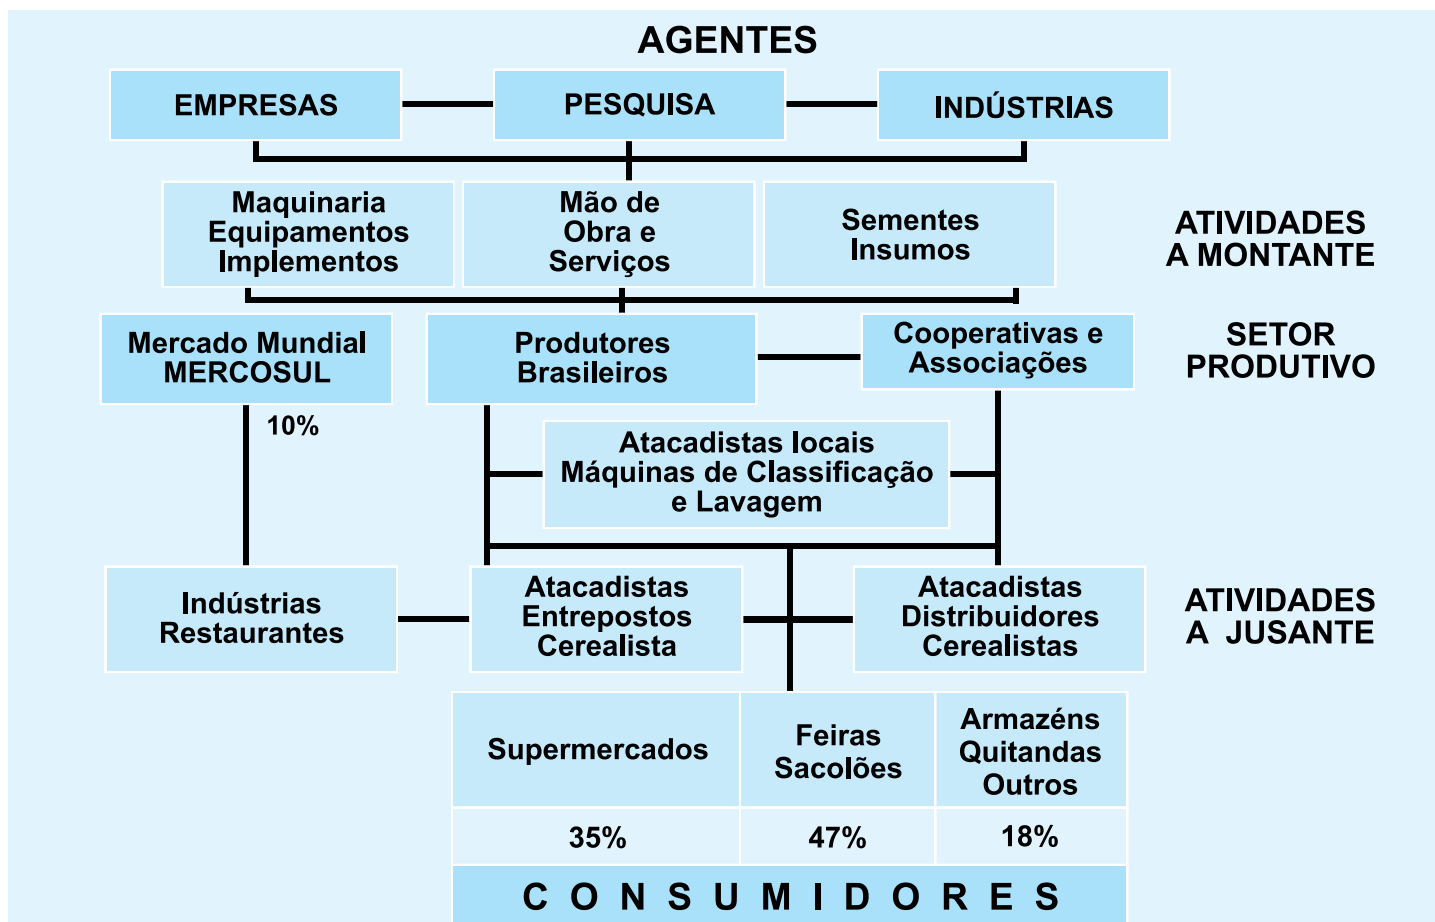 AGENTES
EMPRESAS
PESQUISA
INDÚSTRIAS
Maquinaria
Equipamentos
Implementos
Mão de
Obra e
Serviços
Sementes
Insumos
ATIVIDADES
A MONTANTE
Mercado Mundial
MERCOSUL
Produtores
Brasileiros
Cooperativas e
Associações
SETOR
PRODUTIVO
10%
Atacadistas locais
Máquinas de Classificação
e Lavagem
Indústrias
Restaurantes
Atacadistas
Entrepostos
Cerealista
Atacadistas
Distribuidores
Cerealistas
ATIVIDADES
A JUSANTE
Supermercados
Feiras
Sacolões
Armazéns
Quitandas
Outros
35%
47%
18%
CONSUMIDORES